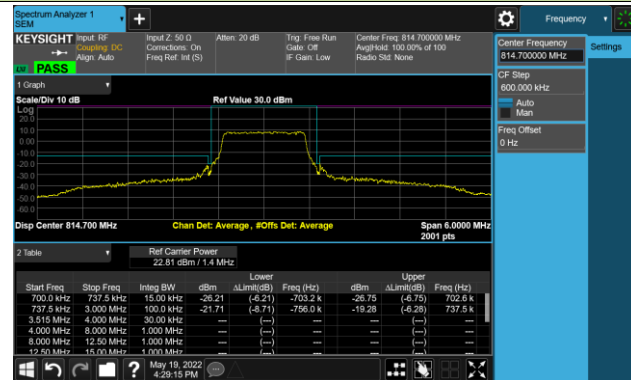 Spectrum Analyzer 1
SEM
Frequency
KEYSIGHT
Input: RF
Coupling: DC
Align: Auto
Input Z: 50 Ω
Corrections: On
Freq Ref: Int (S)
Atten: 20 dB
Trig: Free Run
Gate: Off
IF Gain: Low
Center Freq: 814.700000 MHz
Avg|Hold: 100.00% of 100
Radio Std: None
PASS
Center Frequency
814.700000 MHz
Settings
CF Step
600.000 kHz
Auto
Man
Freq Offset
0 Hz
1 Graph
Scale/Div 10 dB
Ref Value 30.0 dBm
Log
20.0
10.0
0.00
-10.0
-20.0
-30.0
-40.0
-50.0
-60.0
Disp Center 814.700 MHz
Chan Det: Average , #Offs Det: Average
Span 6.0000 MHz
2001 pts
2 Table
Ref Carrier Power
22.81 dBm / 1.4 MHz
Lower Upper
Start Freq Stop Freq Integ BW dBm ΔLimit(dB) Freq (Hz) dBm ΔLimit(dB) Freq (Hz)
700.0 kHz 737.5 kHz 15.00 kHz -26.21 (-6.21) -703.2 k -26.75 (-6.75) 702.6 k
737.5 kHz 3.000 MHz 100.0 kHz -21.71 (-8.71) -756.0 k -19.28 (-6.28) 737.5 k
3.515 MHz 4.000 MHz 30.00 kHz --- (---) --- --- (---) ---
4.000 MHz 8.000 MHz 1.000 MHz --- (---) --- --- (---) ---
8.000 MHz 12.50 MHz 1.000 MHz --- (---) --- --- (---) ---
12.50 MHz 15.00 MHz 1.000 MHz --- (---) --- --- (---) ---
May 19, 2022
4:29:15 PM